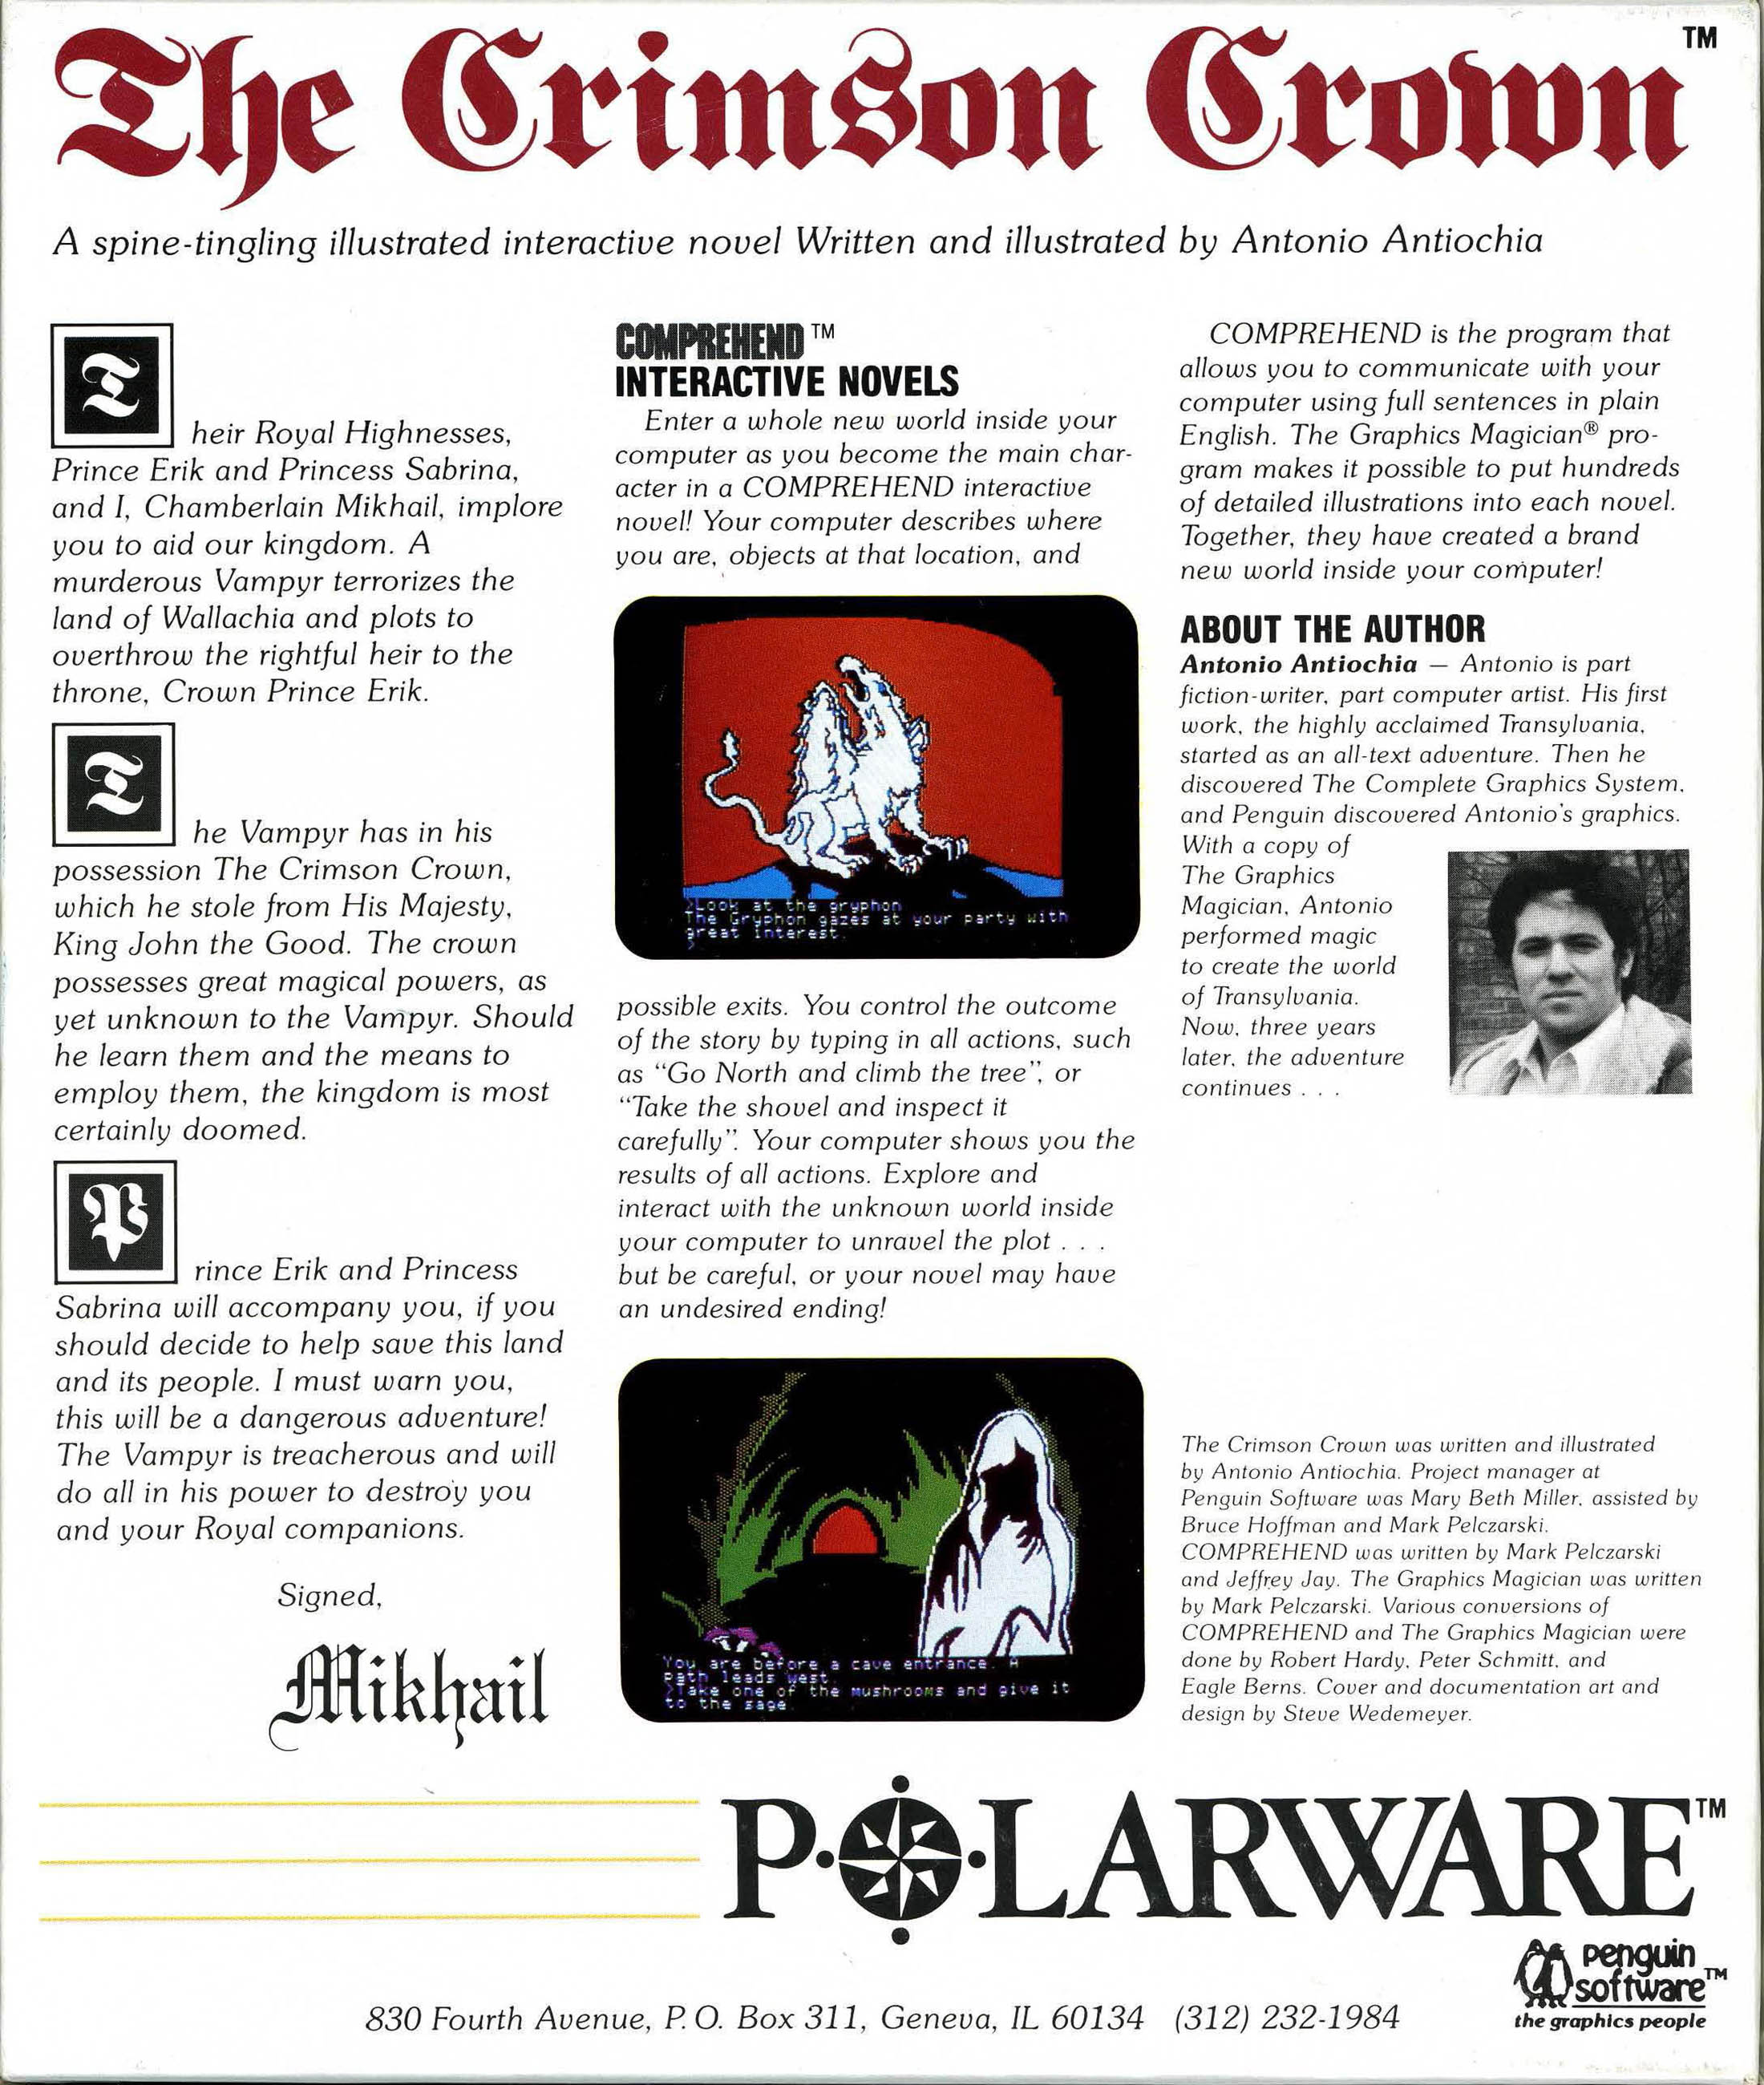 The Crimson Crown™
A spine-tingling illustrated interactive novel Written and illustrated by Antonio Antiochia
Their Royal Highnesses,
Prince Erik and Princess Sabrina,
and I, Chamberlain Mikhail, implore
you to aid our kingdom. A
murderous Vampyr terrorizes the
land of Wallachia and plots to
overthrow the rightful heir to the
throne, Crown Prince Erik.
The Vampyr has in his
possession The Crimson Crown,
which he stole from His Majesty,
King John the Good. The crown
possesses great magical powers, as
yet unknown to the Vampyr. Should
he learn them and the means to
employ them, the kingdom is most
certainly doomed.
Prince Erik and Princess
Sabrina will accompany you, if you
should decide to help save this land
and its people. I must warn you,
this will be a dangerous adventure!
The Vampyr is treacherous and will
do all in his power to destroy you
and your Royal companions.
Signed,
Mikhail
COMPREHEND™
INTERACTIVE NOVELS
Enter a whole new world inside your
computer as you become the main char-
acter in a COMPREHEND interactive
novel! Your computer describes where
you are, objects at that location, and
>Look at the gryphon
The Gryphon gazes at your party with
great interest.
>
possible exits. You control the outcome
of the story by typing in all actions, such
as “Go North and climb the tree”, or
“Take the shovel and inspect it
carefully”. Your computer shows you the
results of all actions. Explore and
interact with the unknown world inside
your computer to unravel the plot . . .
but be careful, or your novel may have
an undesired ending!
You are before a cave entrance. A
path leads west.
>Take one of the mushrooms and give it
to the sage
COMPREHEND is the program that
allows you to communicate with your
computer using full sentences in plain
English. The Graphics Magician® pro-
gram makes it possible to put hundreds
of detailed illustrations into each novel.
Together, they have created a brand
new world inside your computer!
ABOUT THE AUTHOR
Antonio Antiochia — Antonio is part
fiction-writer, part computer artist. His first
work, the highly acclaimed Transylvania,
started as an all-text adventure. Then he
discovered The Complete Graphics System,
and Penguin discovered Antonio's graphics.
With a copy of
The Graphics
Magician, Antonio
performed magic
to create the world
of Transylvania.
Now, three years
later, the adventure
continues . . .
The Crimson Crown was written and illustrated
by Antonio Antiochia. Project manager at
Penguin Software was Mary Beth Miller, assisted by
Bruce Hoffman and Mark Pelczarski.
COMPREHEND was written by Mark Pelczarski
and Jeffrey Jay. The Graphics Magician was written
by Mark Pelczarski. Various conversions of
COMPREHEND and The Graphics Magician were
done by Robert Hardy, Peter Schmitt, and
Eagle Berns. Cover and documentation art and
design by Steve Wedemeyer.
P·O·LARWARE™
penguin
software™
the graphics people
830 Fourth Avenue, P.O. Box 311, Geneva, IL 60134 (312) 232-1984